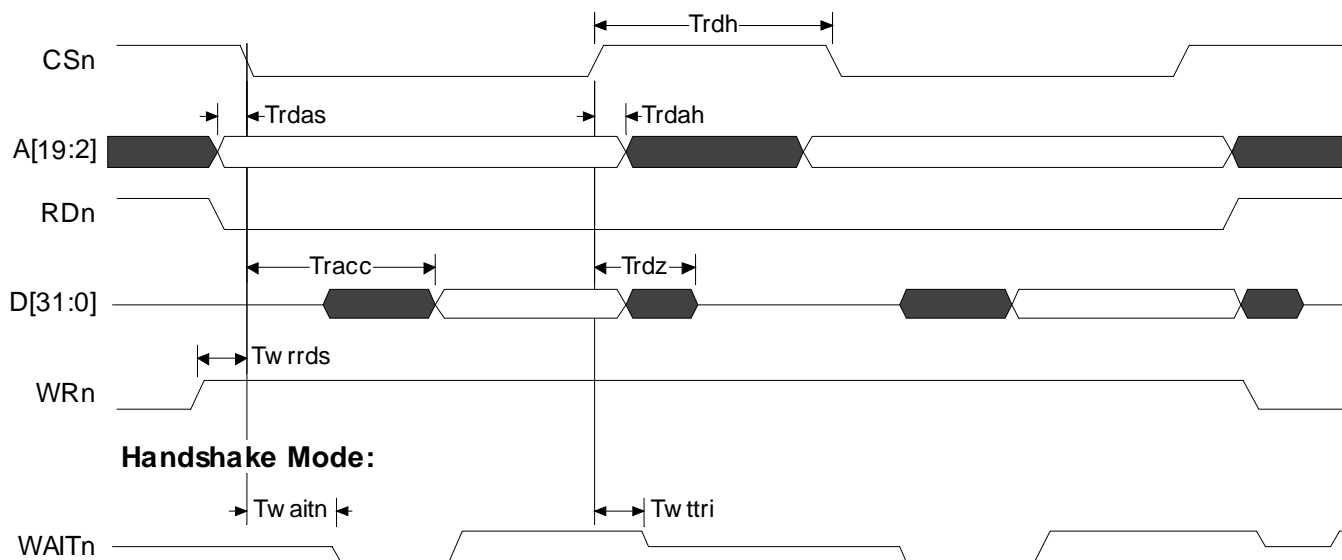 Trdh
CSn
Trdas
Trdah
A[19:2]
RDn
Tracc
Trdz
D[31:0]
Tw rrds
WRn
Handshake Mode:
Tw aitn
Tw ttri
WAITn